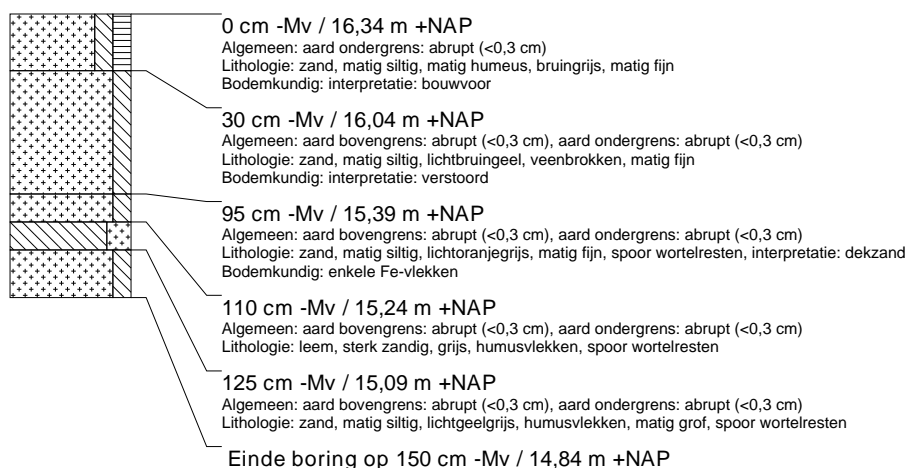 0 cm -Mv / 16,34 m +NAP
Algemeen: aard ondergrens: abrupt (<0,3 cm)
Lithologie: zand, matig siltig, matig humeus, bruingrijs, matig fijn
Bodemkundig: interpretatie: bouwvoor
30 cm -Mv / 16,04 m +NAP
Algemeen: aard bovengrens: abrupt (<0,3 cm), aard ondergrens: abrupt (<0,3 cm)
Lithologie: zand, matig siltig, lichtbruingeel, veenbrokken, matig fijn
Bodemkundig: interpretatie: verstoord
95 cm -Mv / 15,39 m +NAP
Algemeen: aard bovengrens: abrupt (<0,3 cm), aard ondergrens: abrupt (<0,3 cm)
Lithologie: zand, matig siltig, lichtoranjegrijs, matig fijn, spoor wortelresten, interpretatie: dekzand
Bodemkundig: enkele Fe-vlekken
110 cm -Mv / 15,24 m +NAP
Algemeen: aard bovengrens: abrupt (<0,3 cm), aard ondergrens: abrupt (<0,3 cm)
Lithologie: leem, sterk zandig, grijs, humusvlekken, spoor wortelresten
125 cm -Mv / 15,09 m +NAP
Algemeen: aard bovengrens: abrupt (<0,3 cm), aard ondergrens: abrupt (<0,3 cm)
Lithologie: zand, matig siltig, lichtgeelgrijs, humusvlekken, matig grof, spoor wortelresten
Einde boring op 150 cm -Mv / 14,84 m +NAP